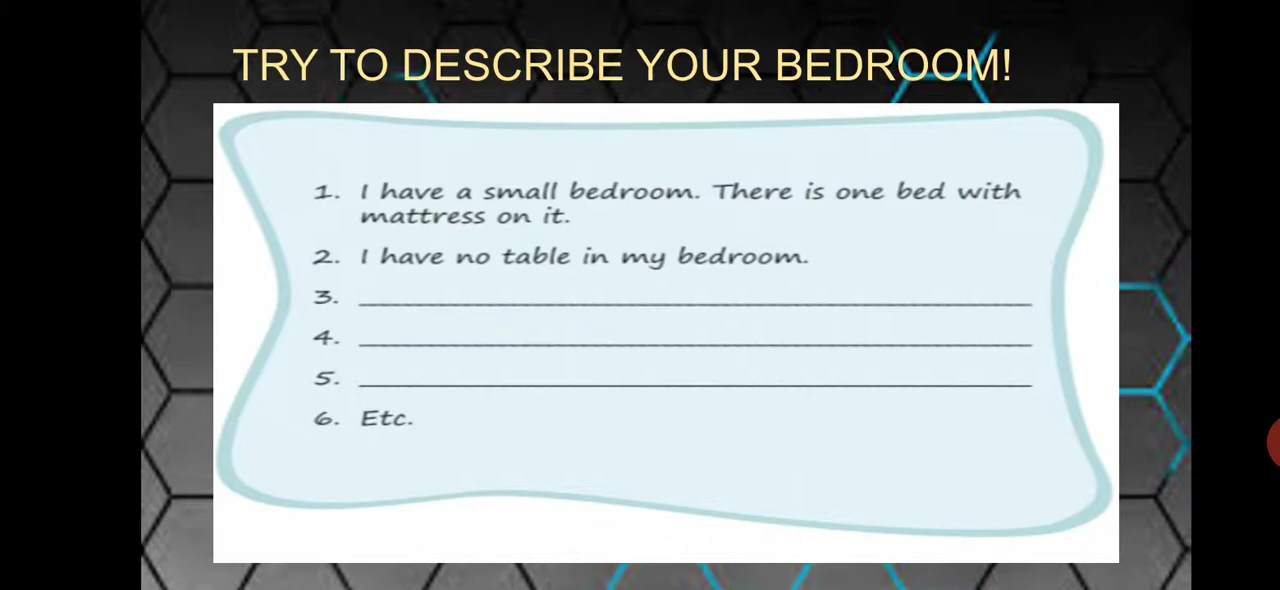 TRY TO DESCRIBE YOUR BEDROOM!
1. I have a small bedroom. There is one bed with
mattress on it.
2. I have no table in my bedroom.
3.
4.
5.
6. Etc.